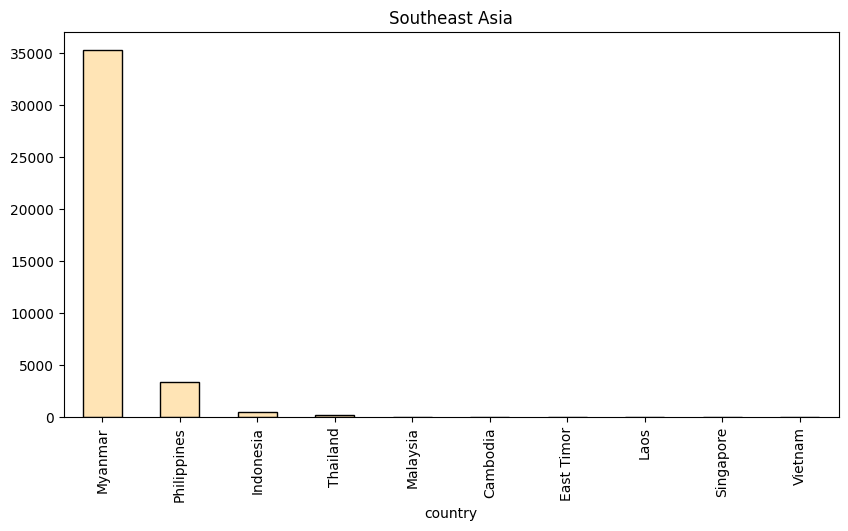 Southeast Asia
35000
30000
25000
20000
15000
10000
5000
0
Myanmar
Philippines
Indonesia
Thailand
Malaysia
Cambodia
East Timor
Laos
Singapore
Vietnam
country